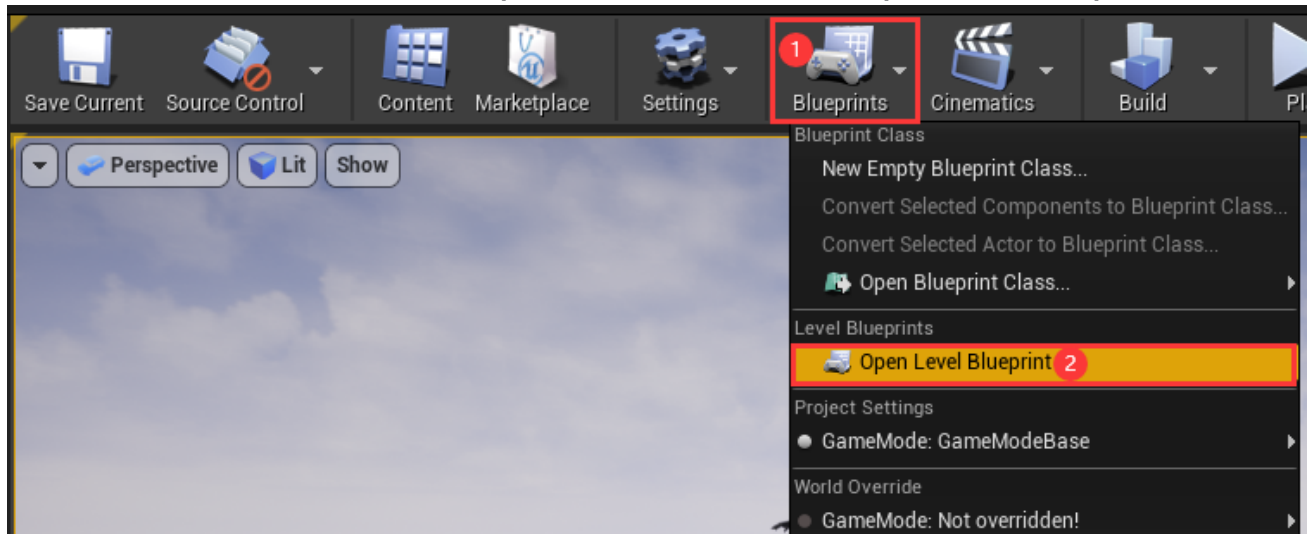 Save Current Source Control Content Marketplace Settings 1 Blueprints Cinematics Build
Perspective Lit Show
Blueprint Class
New Empty Blueprint Class...
Convert Selected Components to Blueprint Class...
Convert Selected Actor to Blueprint Class...
Open Blueprint Class...
Level Blueprints
Open Level Blueprint 2
Project Settings
GameMode: GameModeBase
World Override
GameMode: Not overridden!